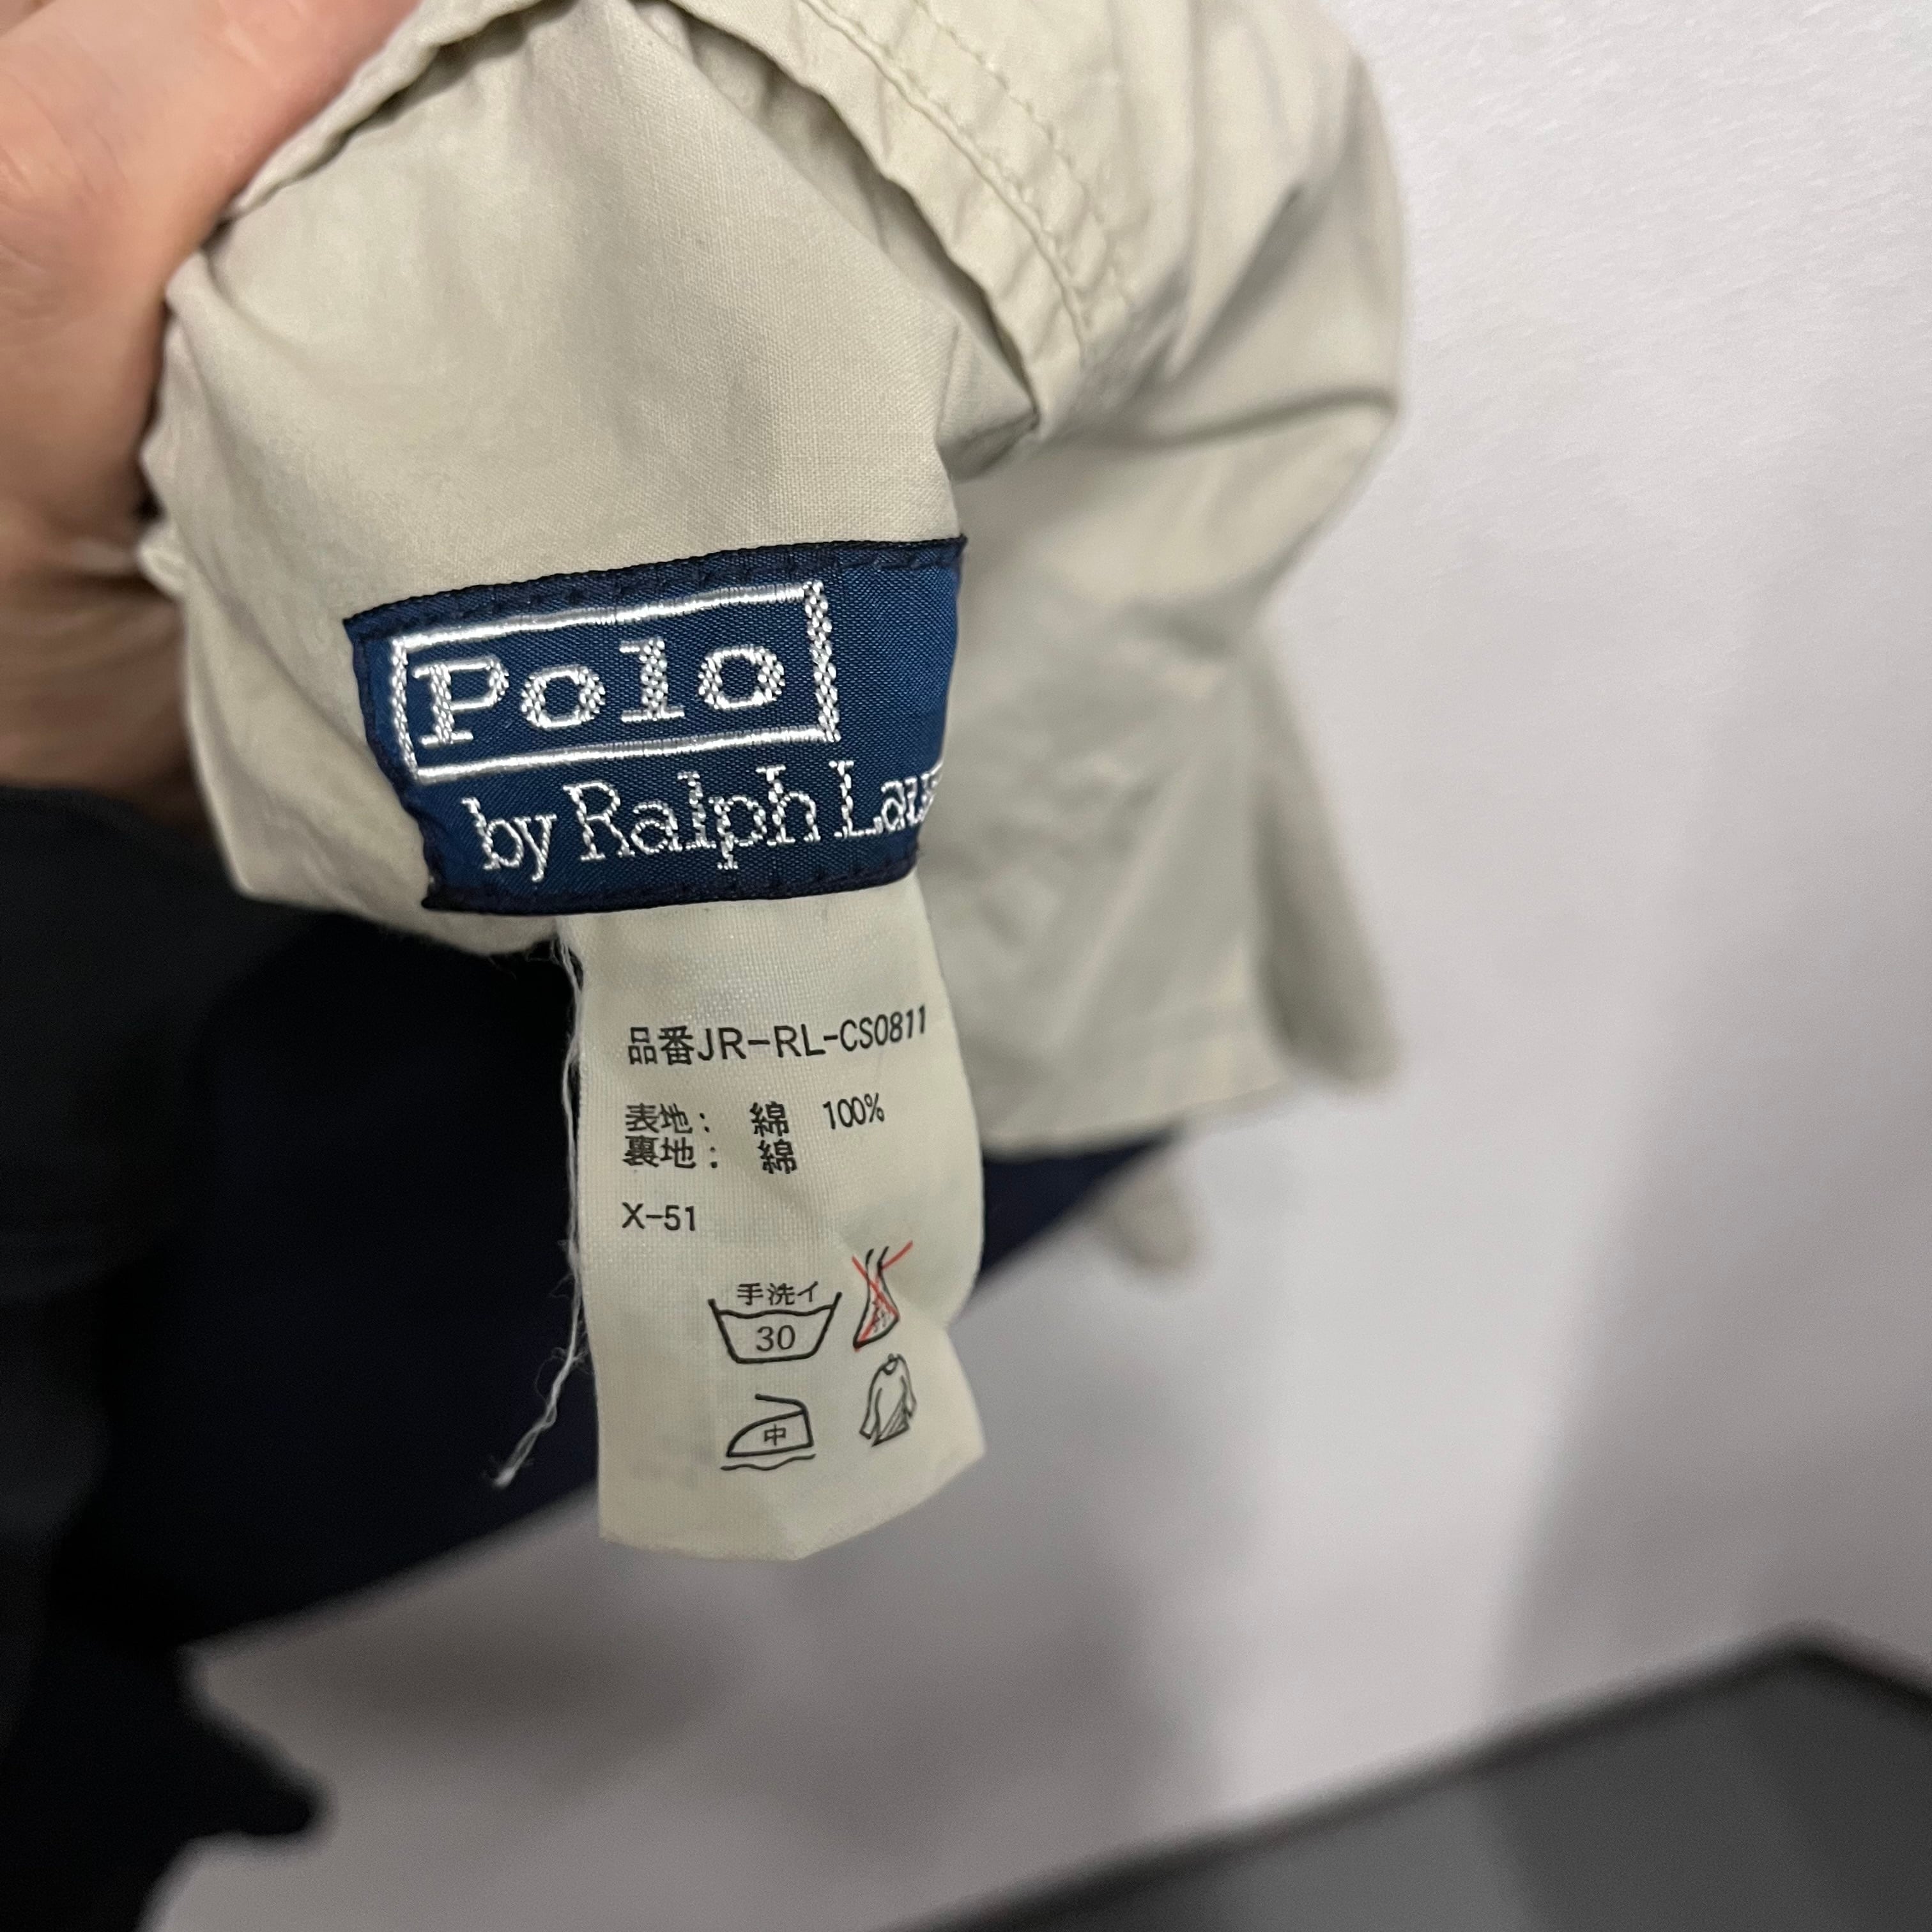 Polo
by Ralph Lau
品番JR-RL-CS0811
表地: 綿 100%
裏地: 綿
X-51
手洗イ
30
中